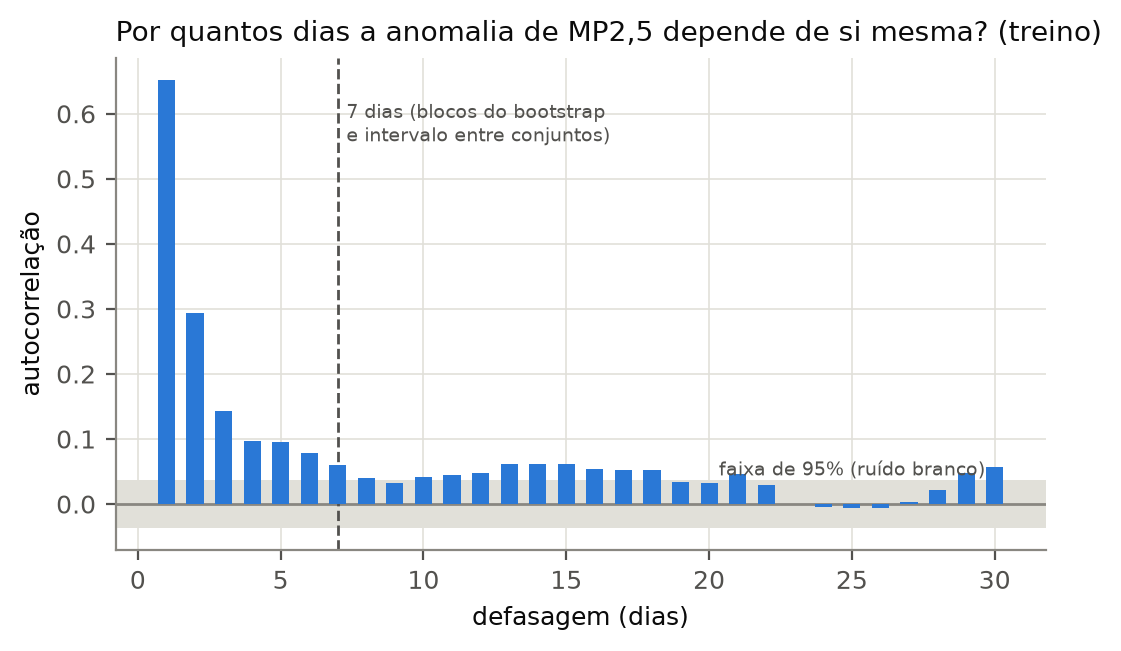 Por quantos dias a anomalia de MP2,5 depende de si mesma? (treino)
7 dias (blocos do bootstrap
e intervalo entre conjuntos)
faixa de 95% (ruído branco)
autocorrelação
0.6
0.5
0.4
0.3
0.2
0.1
0.0
0 5 10 15 20 25 30
defasagem (dias)